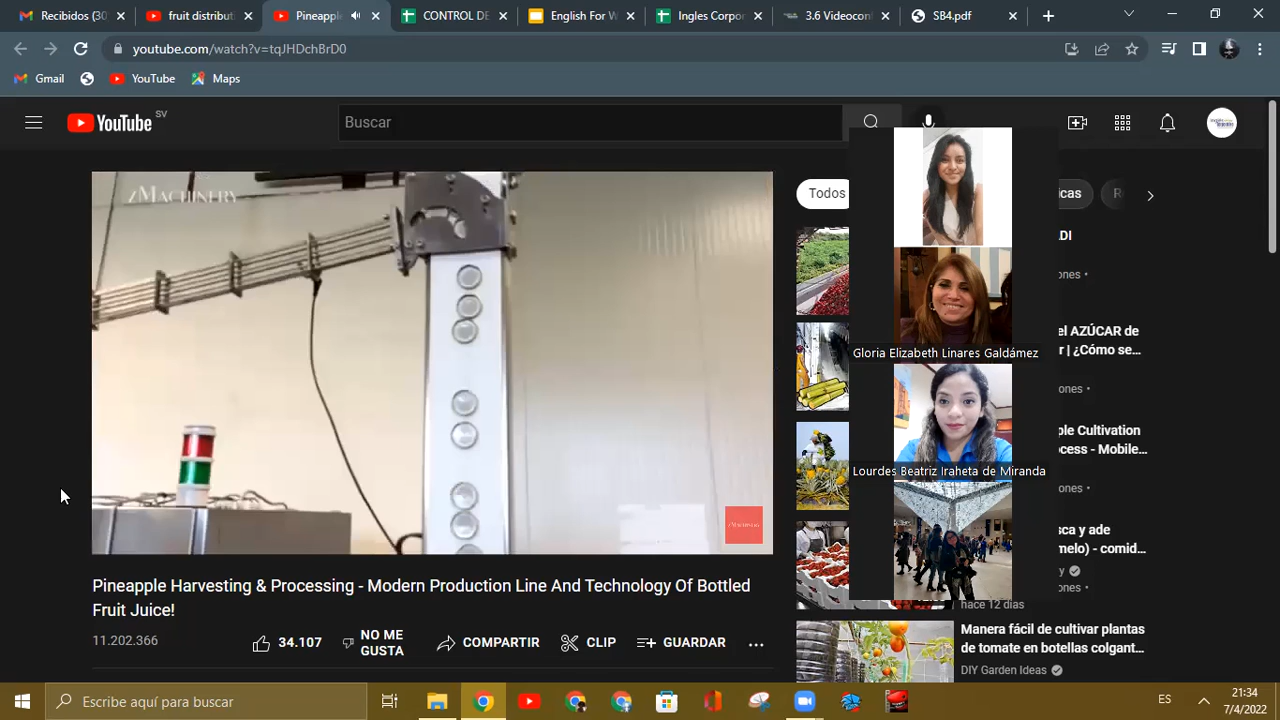 Recibidos (30
fruit distribut
Pineapple
CONTROL DE
English For W
Ingles Corpor
3.6 Videocon
SB4.pdf
youtube.com/watch?v=tqJHDchBrD0
Gmail
YouTube
Maps
YouTube SV
Buscar
zMACHINERY
Todos
icas
R
DI
ones •
el AZÚCAR de
r | ¿Cómo se...
ones •
ple Cultivation
ocess - Mobile...
ones •
sca y ade
melo) - comid...
y
ones •
hace 12 días
Gloria Elizabeth Linares Galdámez
Lourdes Beatriz Iraheta de Miranda
Pineapple Harvesting & Processing - Modern Production Line And Technology Of Bottled
Fruit Juice!
11.202.366
34.107
NO ME
GUSTA
COMPARTIR
CLIP
GUARDAR
Manera fácil de cultivar plantas
de tomate en botellas colgant...
DIY Garden Ideas
Escribe aquí para buscar
ES
21:34
7/4/2022